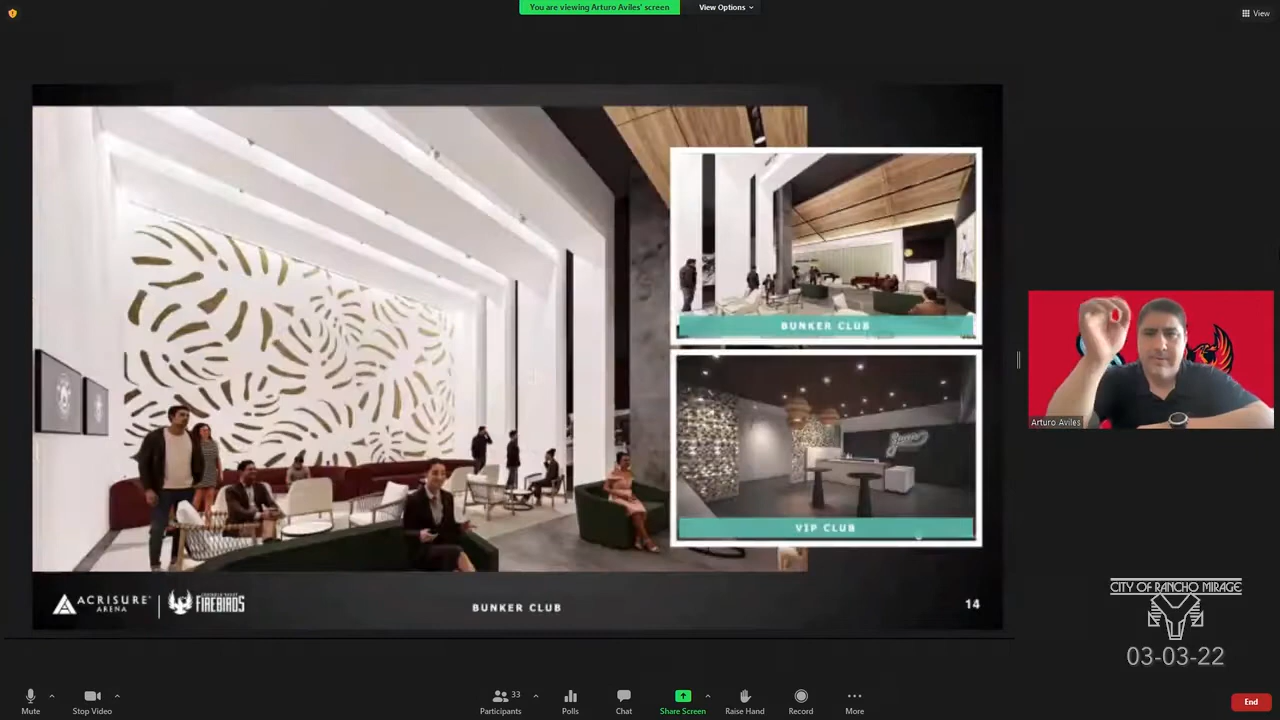 You are viewing Arturo Aviles' screen
View Options
View
BUNKER CLUB
VIP CLUB
ACRISURE
ARENA
FIREBIRDS
BUNKER CLUB
14
Arturo Aviles
CITY OF RANCHO MIRAGE
03-03-22
Mute
Stop Video
33
Participants
Polls
Chat
Share Screen
Raise Hand
Record
More
End